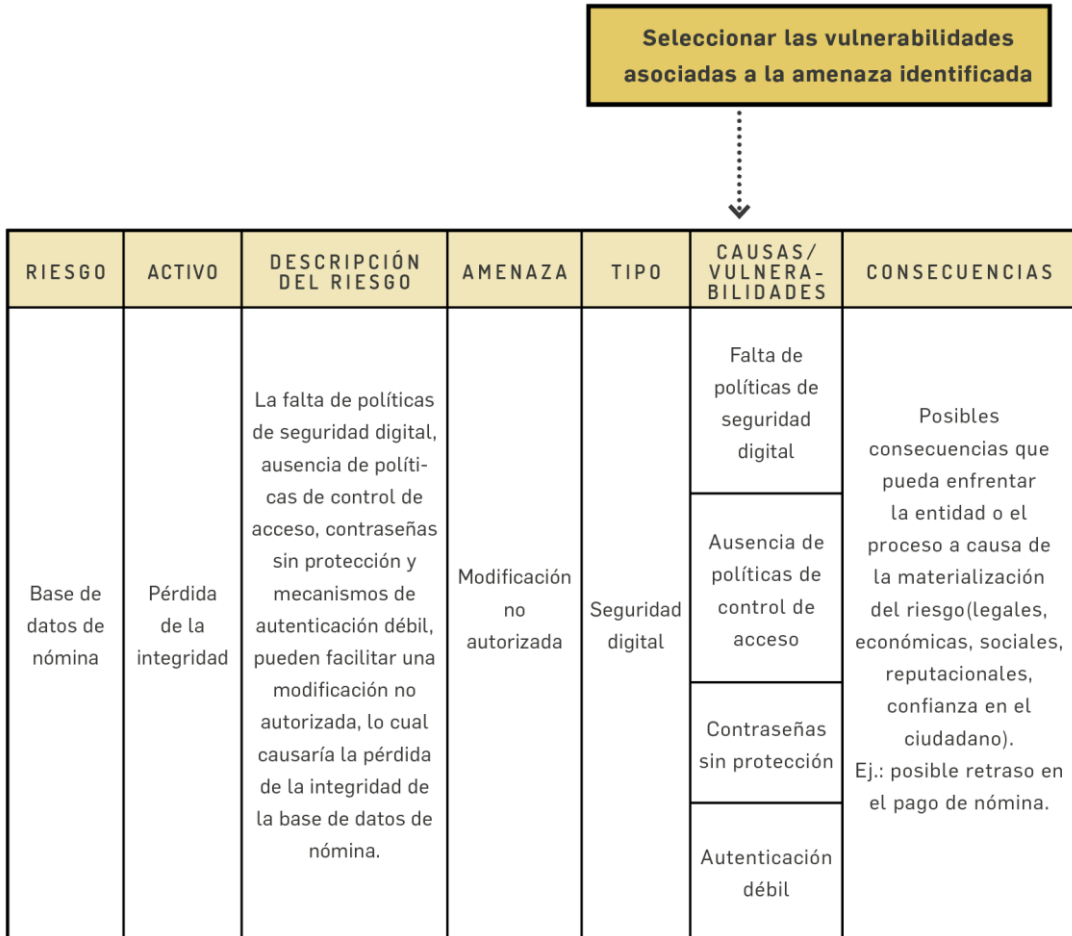 Seleccionar las vulnerabilidades
asociadas a la amenaza identificada
RIESGO
ACTIVO
DESCRIPCIÓN
DEL RIESGO
AMENAZA
TIPO
CAUSAS/
VULNERA-
BILIDADES
CONSECUENCIAS
Base de
datos de
nómina
Pérdida
de la
integridad
La falta de políticas
de seguridad digital,
ausencia de políti-
cas de control de
acceso, contraseñas
sin protección y
mecanismos de
autenticación débil,
pueden facilitar una
modificación no
autorizada, lo cual
causaría la pérdida
de la integridad de
la base de datos de
nómina.
Modificación
no
autorizada
Seguridad
digital
Falta de
políticas de
seguridad
digital
Ausencia de
políticas de
control de
acceso
Contraseñas
sin protección
Autenticación
débil
Posibles
consecuencias que
pueda enfrentar
la entidad o el
proceso a causa de
la materialización
del riesgo(legales,
económicas, sociales,
reputacionales,
confianza en el
ciudadano).
Ej.: posible retraso en
el pago de nómina.